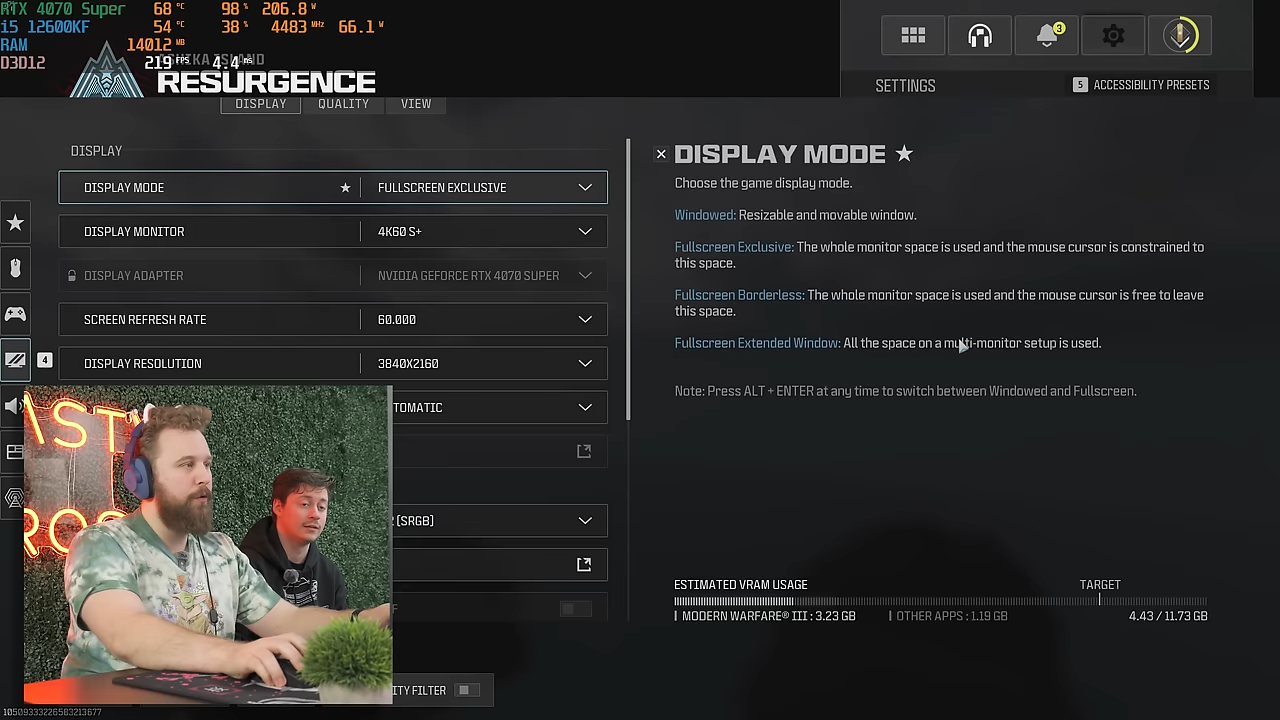 RTX 4070 Super 68 °C 98 % 206.8 W
i5 12600KF 54 °C 38 % 4483 MHz 66.1 W
RAM 14012 MB
D3D12 219 FPS 4.4 ms
ASHIKA ISLAND
RESURGENCE
3
SETTINGS
5 ACCESSIBILITY PRESETS
DISPLAY QUALITY VIEW
DISPLAY
DISPLAY MODE FULLSCREEN EXCLUSIVE
DISPLAY MONITOR 4K60 S+
DISPLAY ADAPTER NVIDIA GEFORCE RTX 4070 SUPER
SCREEN REFRESH RATE 60.000
4
DISPLAY RESOLUTION 3840X2160
TOMATIC
(SRGB)
ITY FILTER
DISPLAY MODE
Choose the game display mode.
Windowed: Resizable and movable window.
Fullscreen Exclusive: The whole monitor space is used and the mouse cursor is constrained to
this space.
Fullscreen Borderless: The whole monitor space is used and the mouse cursor is free to leave
this space.
Fullscreen Extended Window: All the space on a multi-monitor setup is used.
Note: Press ALT + ENTER at any time to switch between Windowed and Fullscreen.
ESTIMATED VRAM USAGE TARGET
MODERN WARFARE® III : 3.23 GB OTHER APPS : 1.19 GB 4.43 / 11.73 GB